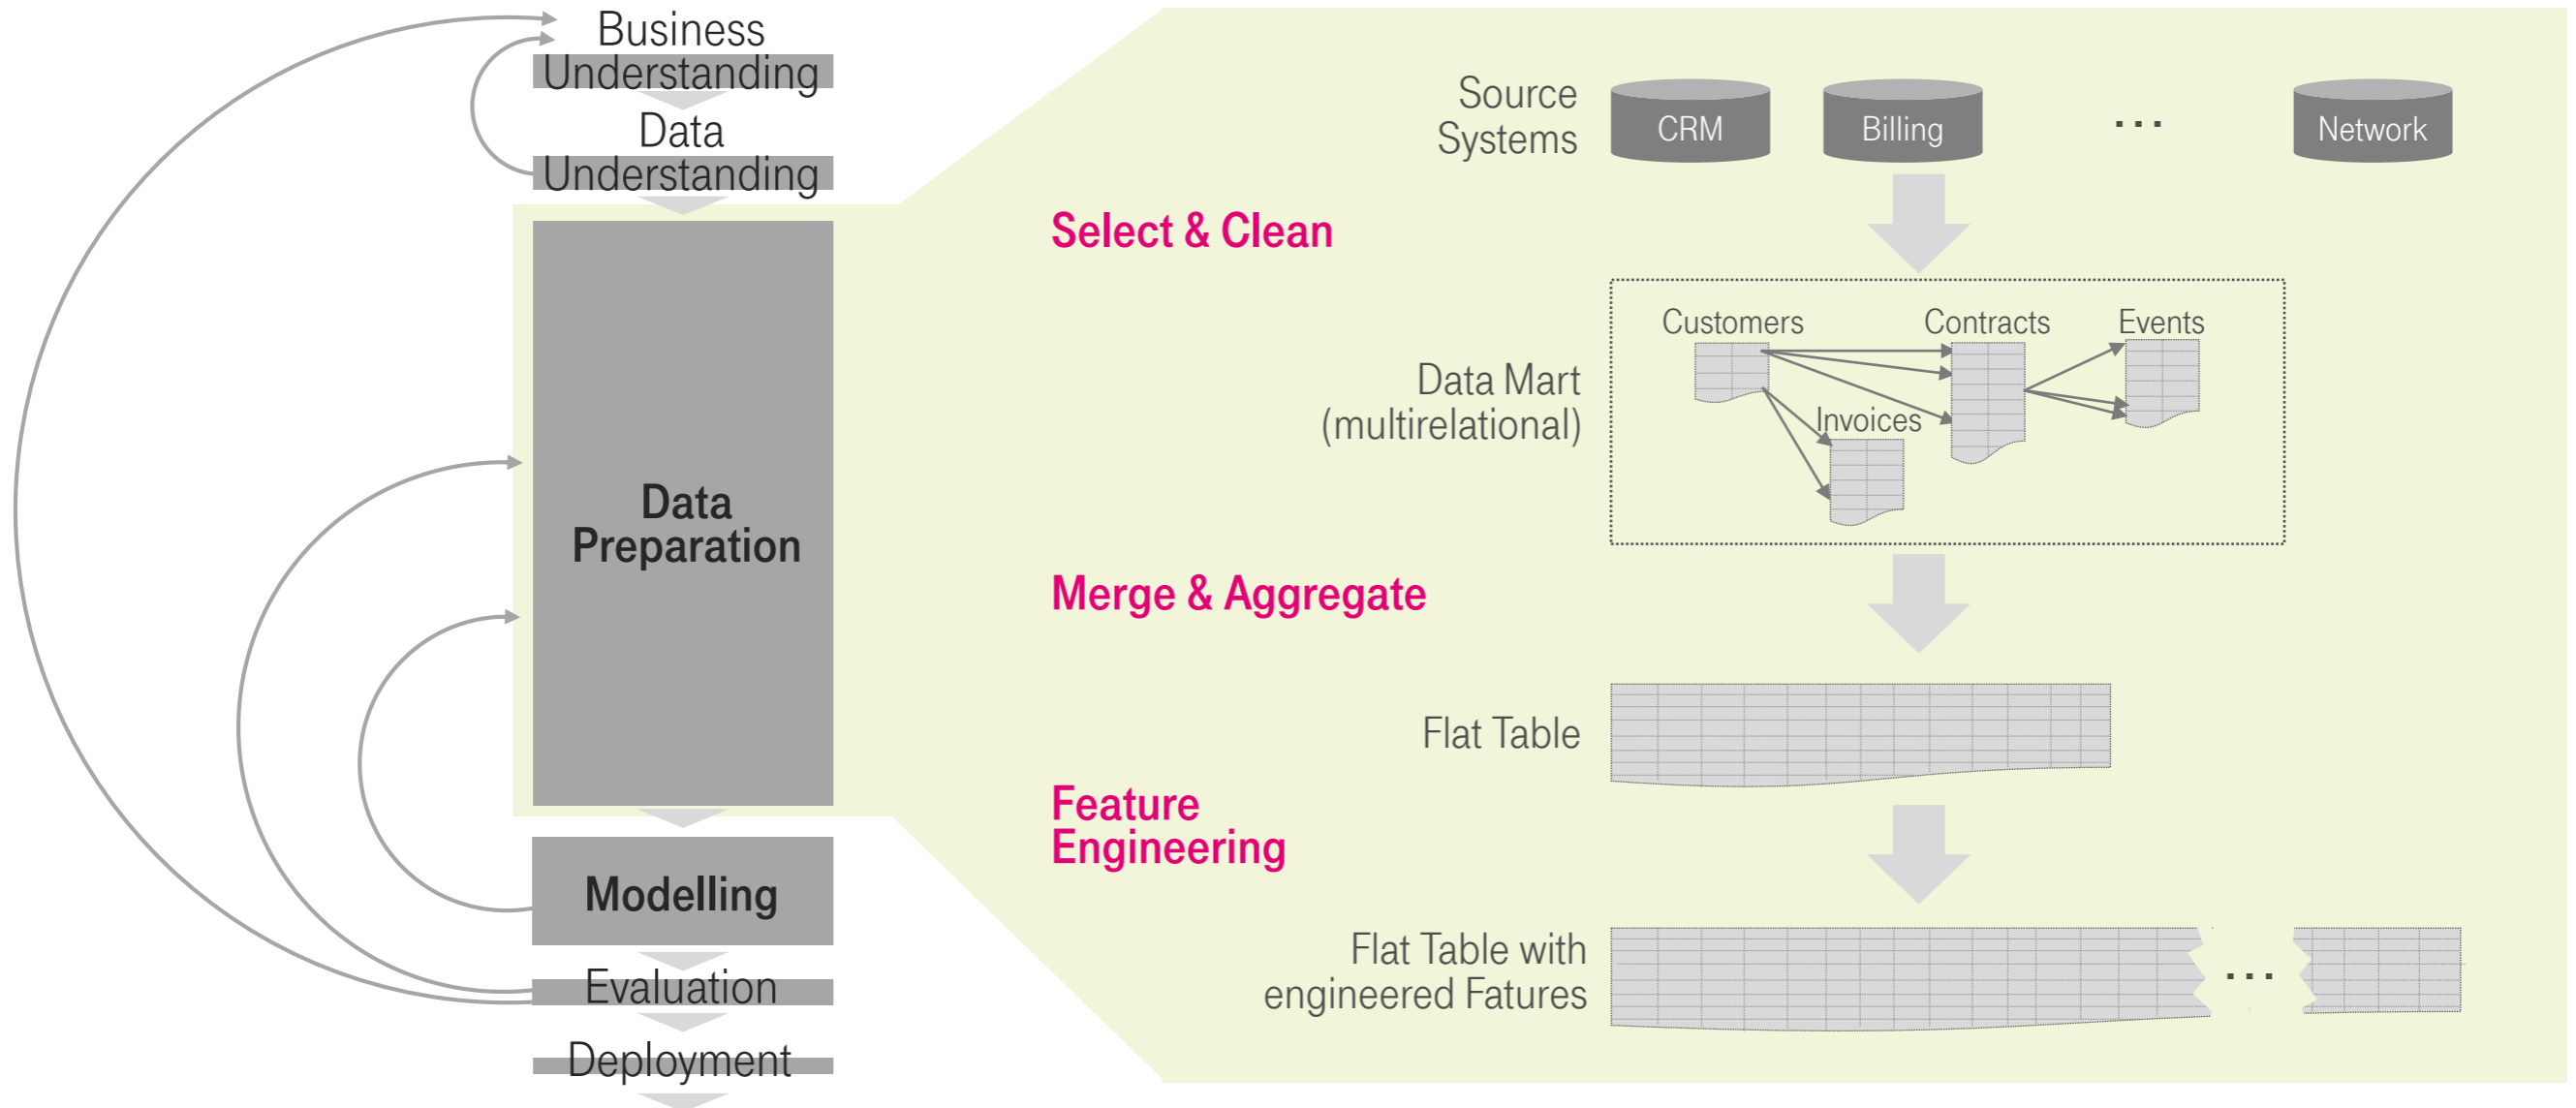 Business
Understanding
Data
Understanding
Data
Preparation
Modelling
Evaluation
Deployment
Source
Systems
CRM
Billing
...
Network
Select & Clean
Customers
Contracts
Events
Invoices
Data Mart
(multirelational)
Merge & Aggregate
Flat Table
Feature
Engineering
Flat Table with
engineered Fatures
...